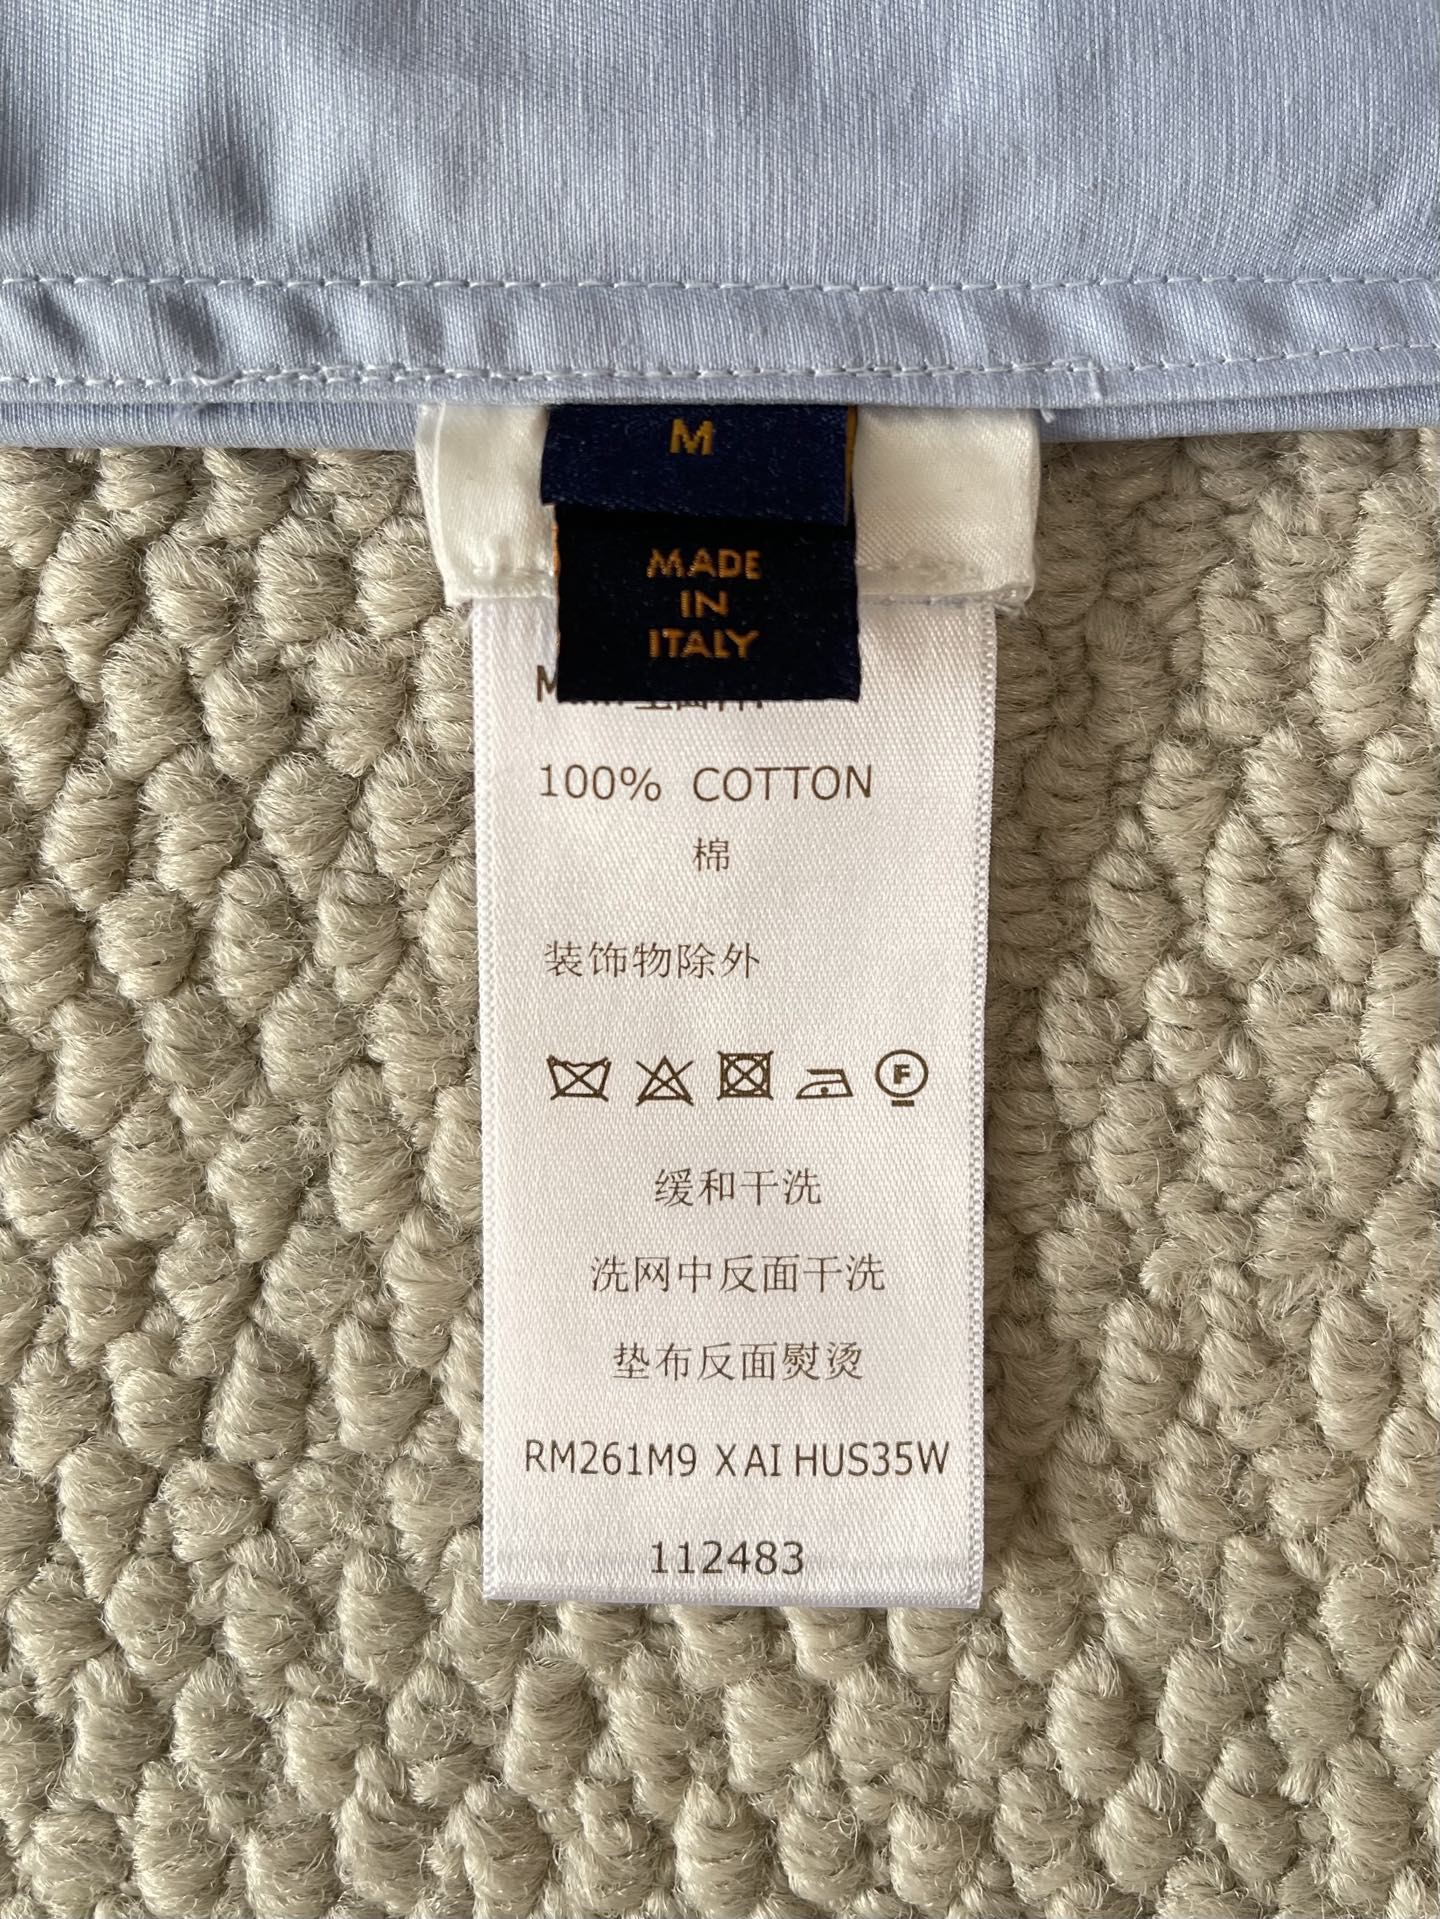 M
MADE
IN
ITALY
100% COTTON
棉
装饰物除外
F
缓和干洗
洗网中反面干洗
垫布反面熨烫
RM261M9 XAI HUS35W
112483